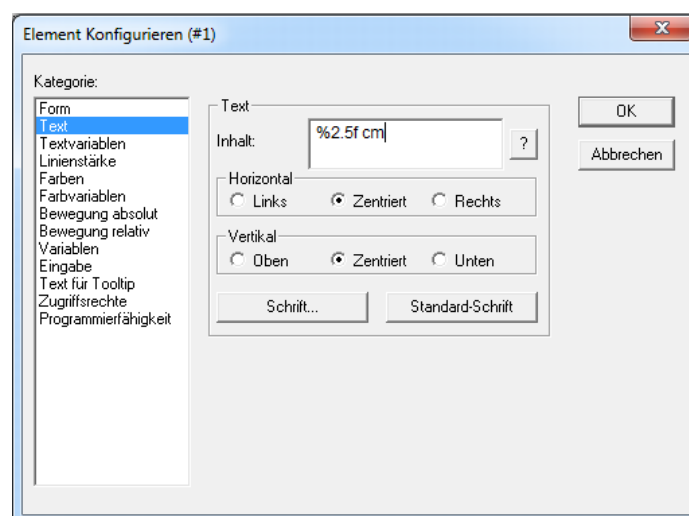 Element Konfigurieren (#1)
Kategorie:
Form
Text
Textvariablen
Linienstärke
Farben
Farbvariablen
Bewegung absolut
Bewegung relativ
Variablen
Eingabe
Text für Tooltip
Zugriffsrechte
Programmierfähigkeit
Text
Inhalt: %2.5f cm ?
Horizontal
Links Zentriert Rechts
Vertikal
Oben Zentriert Unten
Schrift... Standard-Schrift
OK
Abbrechen